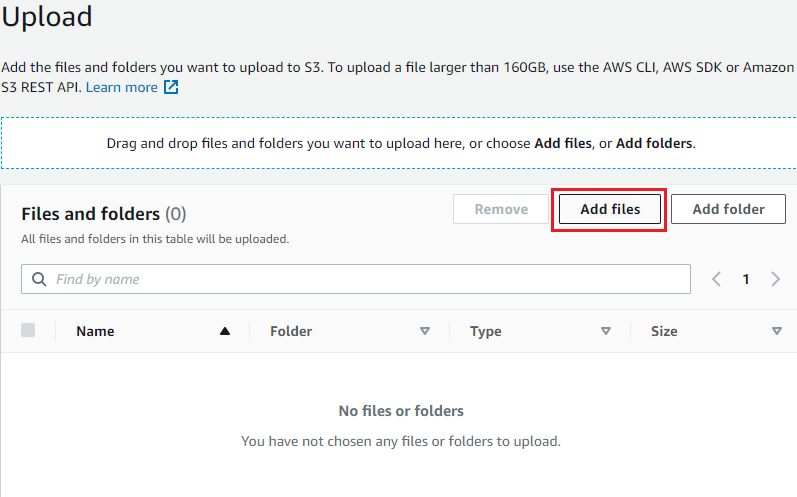 Upload
Add the files and folders you want to upload to S3. To upload a file larger than 160GB, use the AWS CLI, AWS SDK or Amazon
S3 REST API. Learn more
Drag and drop files and folders you want to upload here, or choose Add files, or Add folders.
Files and folders (0)
Remove
Add files
Add folder
All files and folders in this table will be uploaded.
Find by name
1
Name
Folder
Type
Size
No files or folders
You have not chosen any files or folders to upload.